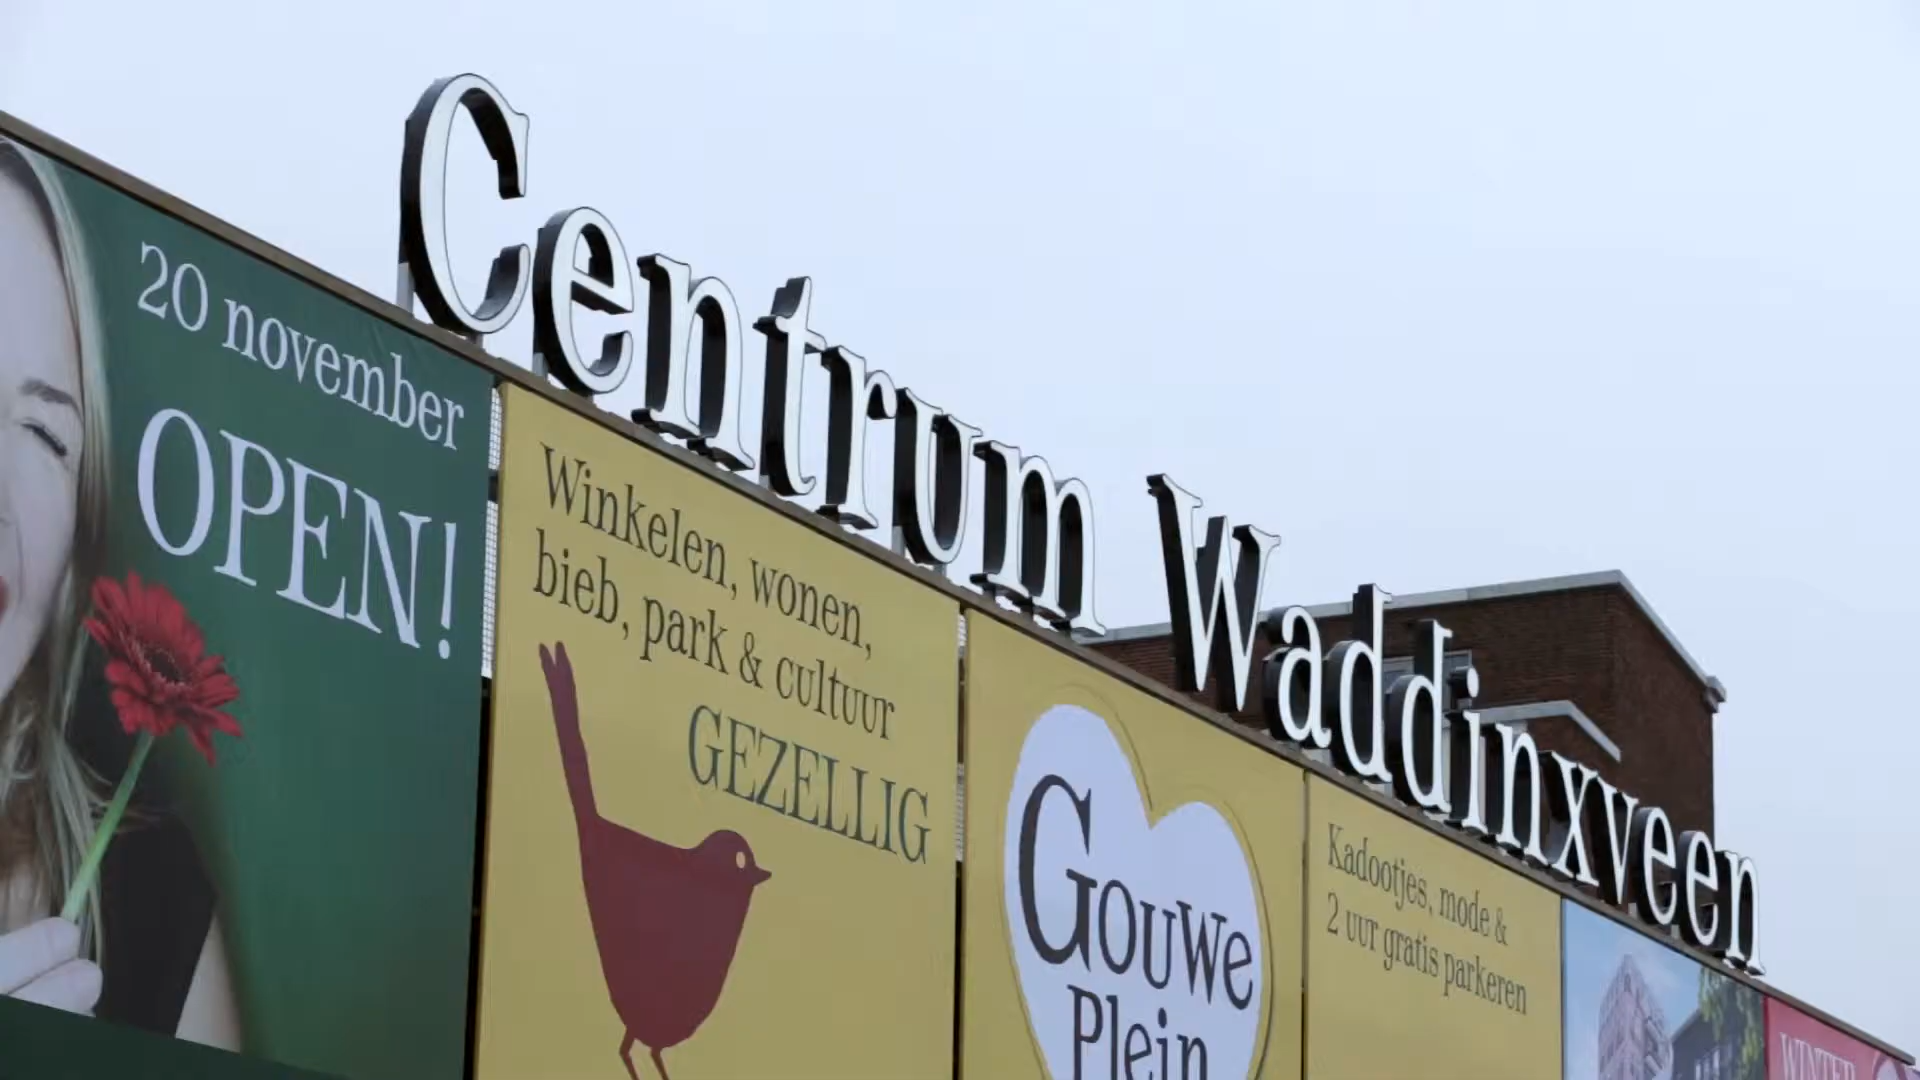 Centrum Waddinxveen
20 november
OPEN!
Winkelen, wonen,
bieb, park & cultuur
GEZELLIG
GOUWe
Plein
Kadootjes, mode &
2 uur gratis parkeren
WINTER